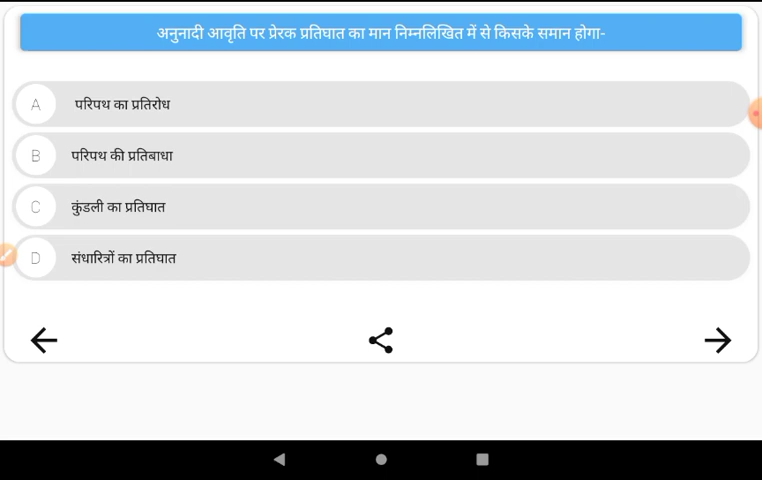 अनुनादी आवृति पर प्रेरक प्रतिघात का मान निम्नलिखित में से किसके समान होगा-
A परिपथ का प्रतिरोध
B परिपथ की प्रतिबाधा
C कुंडली का प्रतिघात
D संधारित्रों का प्रतिघात